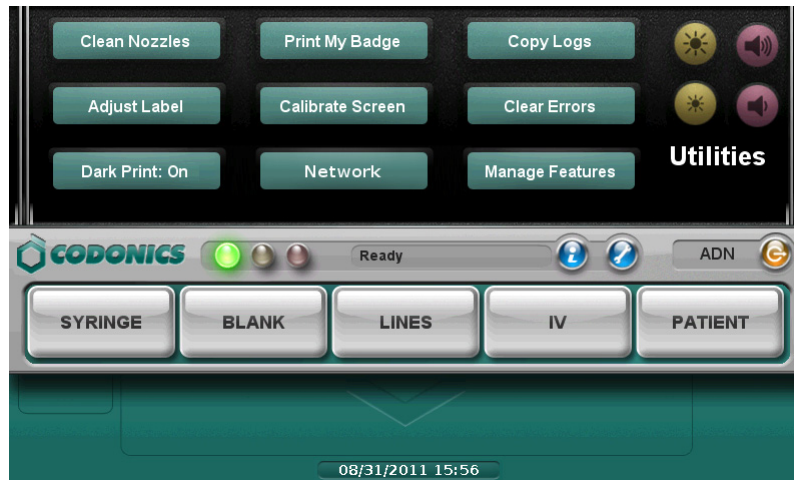 Clean Nozzles Print My Badge Copy Logs
Adjust Label Calibrate Screen Clear Errors
Dark Print: On Network Manage Features Utilities
CODONICS Ready ADN
SYRINGE BLANK LINES IV PATIENT
08/31/2011 15:56